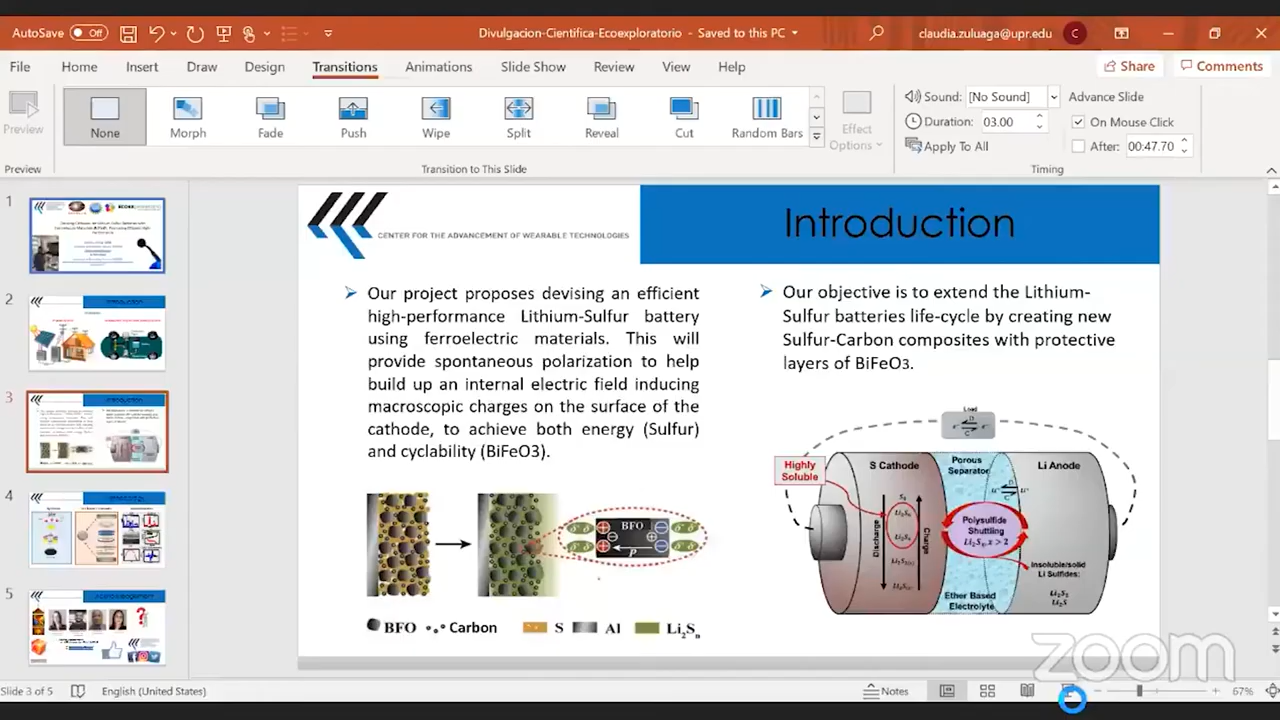 AutoSave Off
Divulgacion-Cientifica-Ecoexploratorio - Saved to this PC
claudia.zuluaga@upr.edu
C
File Home Insert Draw Design Transitions Animations Slide Show Review View Help
Share Comments
Preview
None Morph Fade Push Wipe Split Reveal Cut Random Bars
Effect Options
Sound: [No Sound]
Duration: 03.00
Apply To All
Advance Slide
On Mouse Click
After: 00:47.70
Preview
Transition to This Slide
Timing
1
2
3
4
5
CENTER FOR THE ADVANCEMENT OF WEARABLE TECHNOLOGIES
Introduction
Our project proposes devising an efficient
high-performance Lithium-Sulfur battery
using ferroelectric materials. This will
provide spontaneous polarization to help
build up an internal electric field inducing
macroscopic charges on the surface of the
cathode, to achieve both energy (Sulfur)
and cyclability (BiFeO3).
BFO
P
BFO Carbon S Al Li2Sn
Our objective is to extend the Lithium-
Sulfur batteries life-cycle by creating new
Sulfur-Carbon composites with protective
layers of BiFeO3.
Load
Highly
Soluble
S Cathode
Porous
Separator
Li Anode
Discharge
Charge
Polysulfide
Shuttling
Li2Sx, x > 2
Insoluble/solid
Li Sulfides:
Li2S2
Li2S
Ether Based
Electrolyte
zoom
Slide 3 of 5
English (United States)
Notes
67%